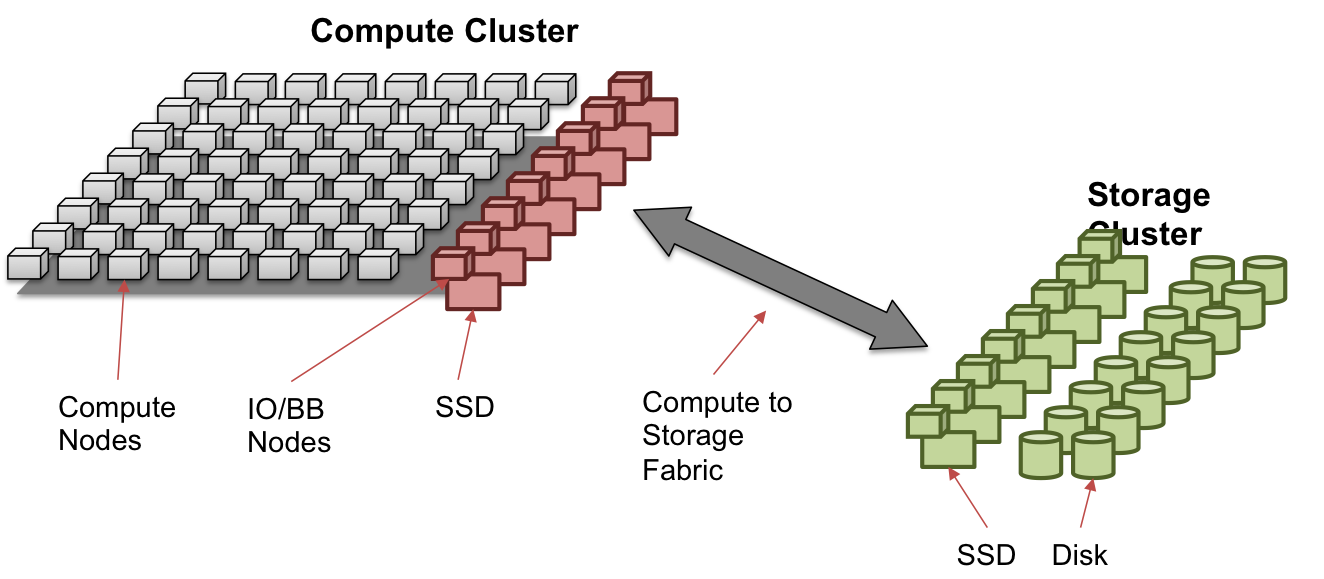 Compute Cluster
Storage
Cluster
Compute
Nodes
IO/BB
Nodes
SSD
Compute to
Storage
Fabric
SSD
Disk